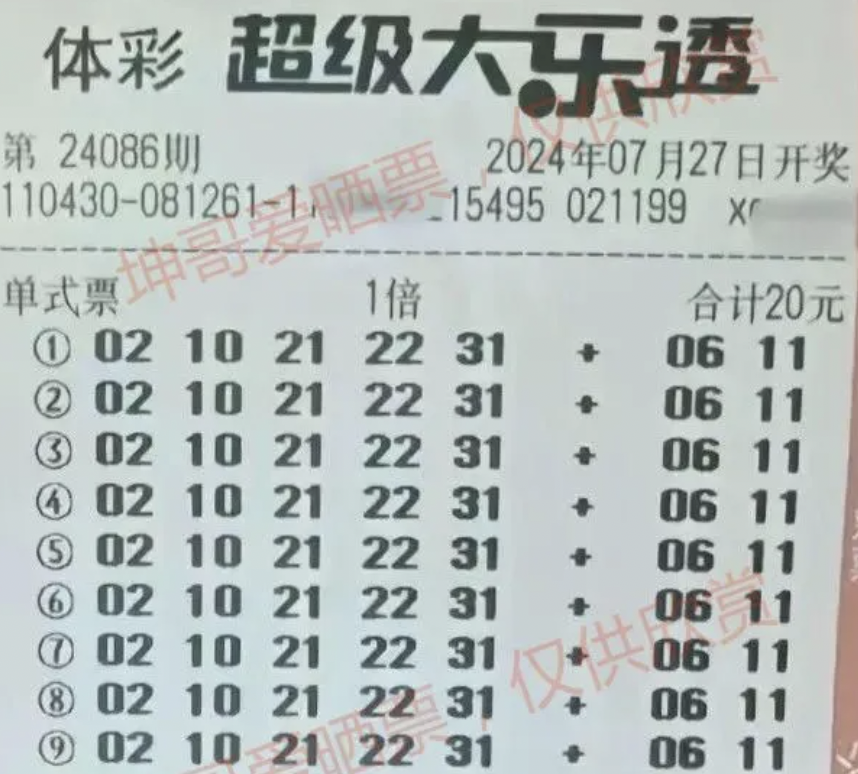 体彩 超级大乐透
第 24086期 2024年07月27日开奖
110430-081261-1 15495 021199
单式票 1倍 合计20元
① 02 10 21 22 31 + 06 11
② 02 10 21 22 31 + 06 11
③ 02 10 21 22 31 + 06 11
④ 02 10 21 22 31 + 06 11
⑤ 02 10 21 22 31 + 06 11
⑥ 02 10 21 22 31 + 06 11
⑦ 02 10 21 22 31 + 06 11
⑧ 02 10 21 22 31 + 06 11
⑨ 02 10 21 22 31 + 06 11
坤哥爱晒票,仅供欣赏
坤哥爱晒票,仅供欣赏